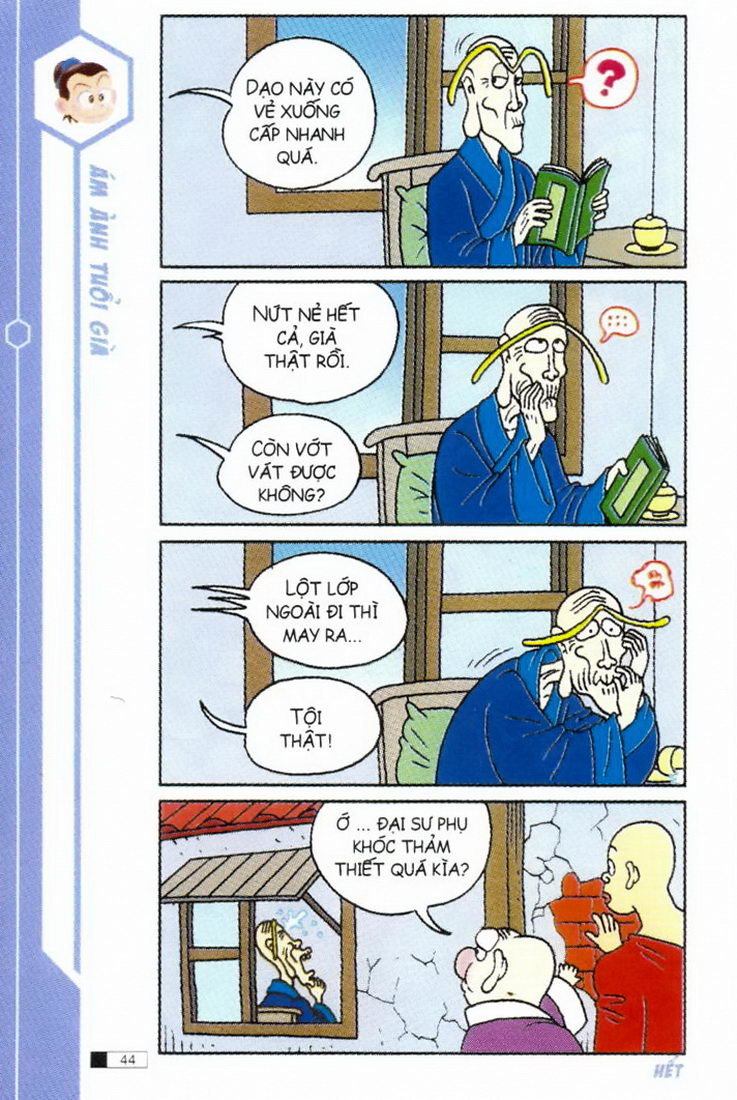 ÁM ẢNH TUỔI GIÀ
DẠO NÀY CÓ
VẺ XUỐNG
CẤP NHANH
QUÁ.
?
NỨT NẺ HẾT
CẢ, GIÀ
THẬT RỒI.
CÒN VỚT
VÁT ĐƯỢC
KHÔNG?
LỘT LỚP
NGOÀI ĐI THÌ
MAY RA...
TỘI
THẬT!
Ớ ... ĐẠI SƯ PHỤ
KHÓC THẢM
THIẾT QUÁ KÌA?
44
HẾT